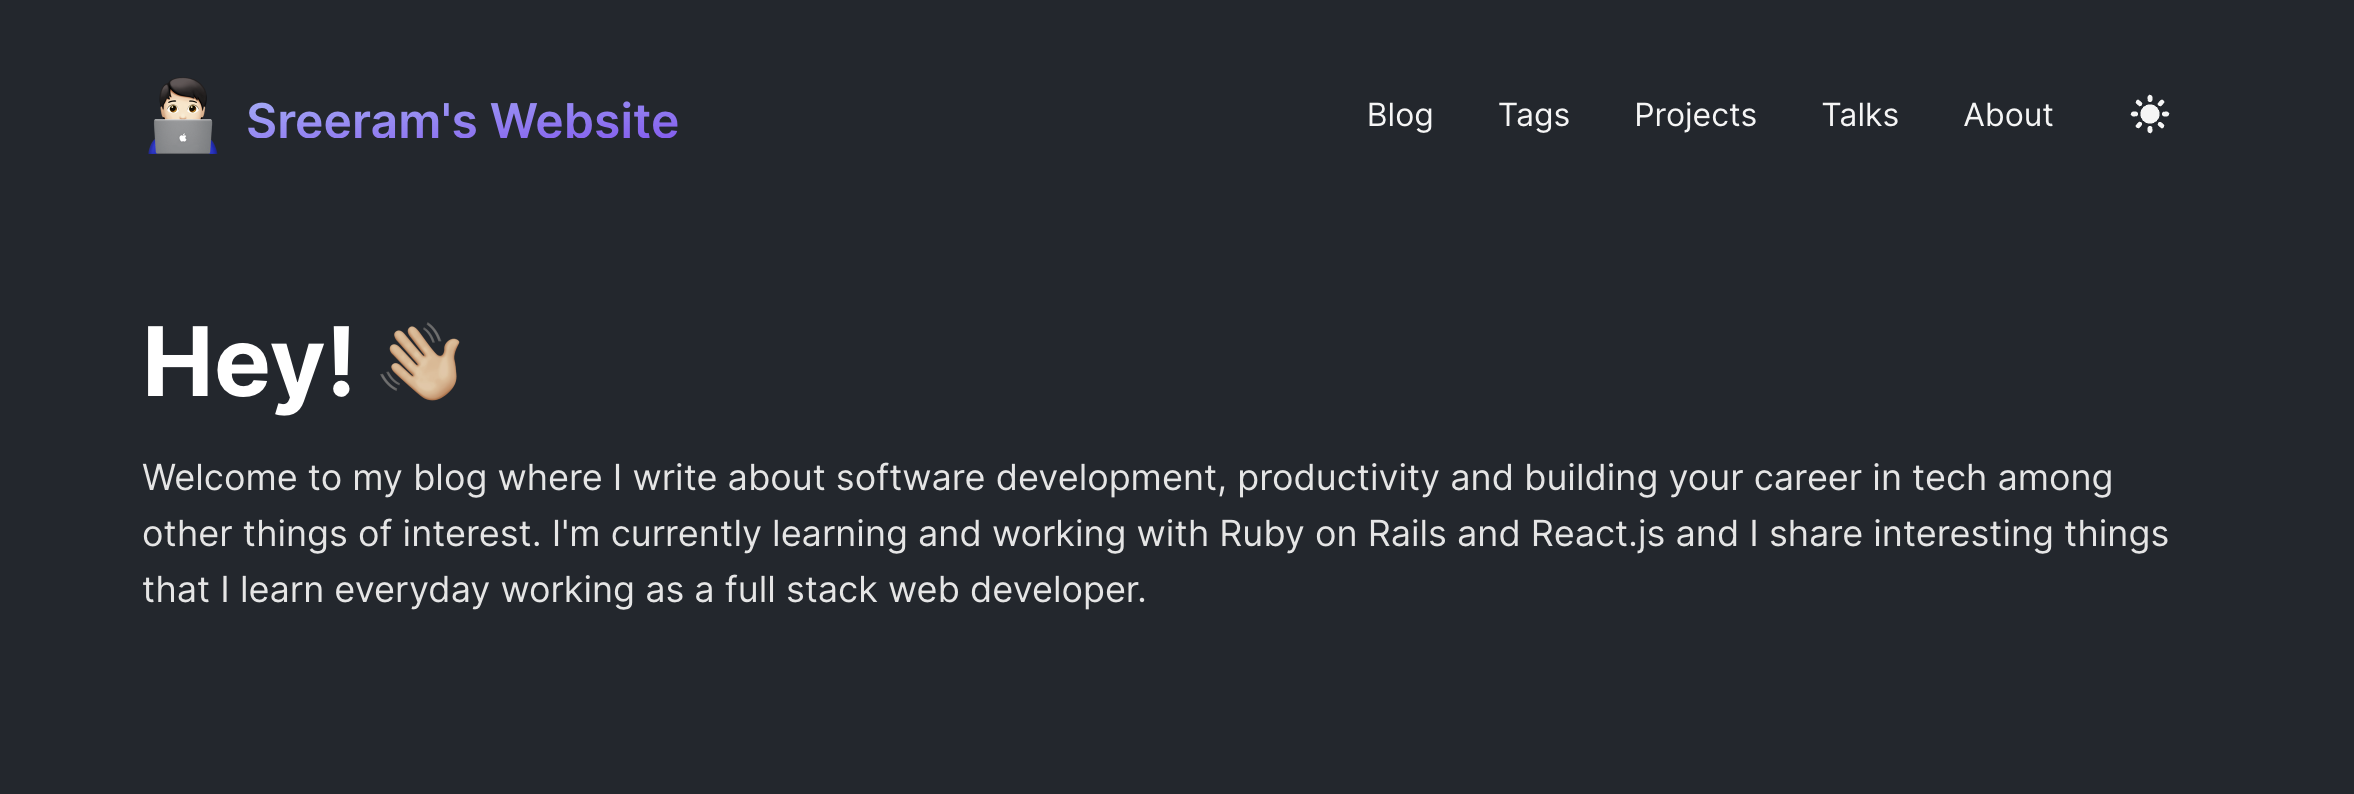 Sreeram's Website
Blog Tags Projects Talks About
Hey! 👋🏼
Welcome to my blog where I write about software development, productivity and building your career in tech among
other things of interest. I'm currently learning and working with Ruby on Rails and React.js and I share interesting things
that I learn everyday working as a full stack web developer.